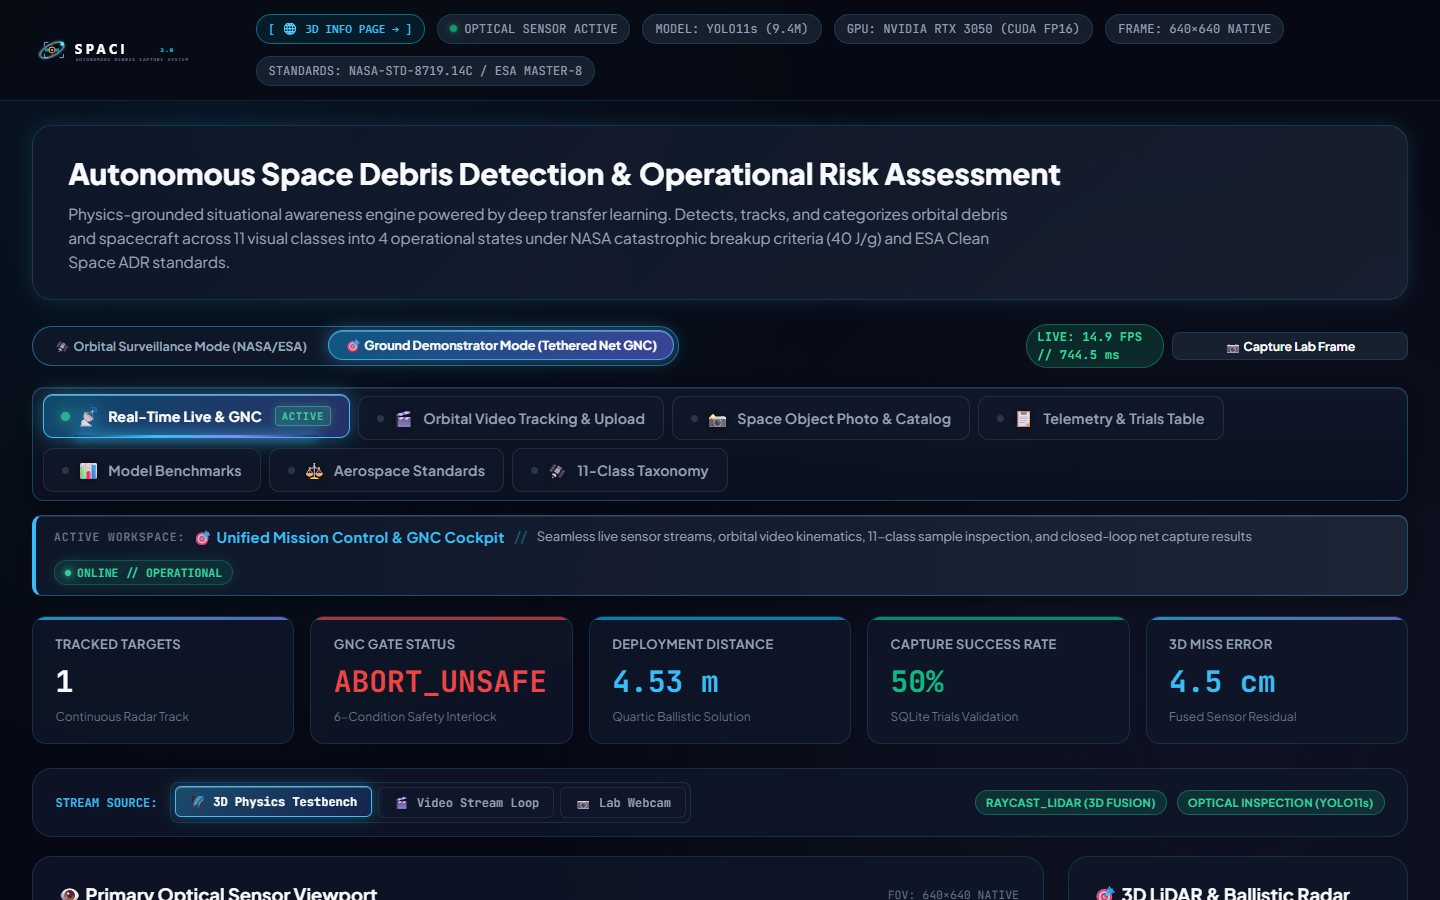 SPACI 3.0
AUTONOMOUS DEBRIS CAPTURE SYSTEM
[ 3D INFO PAGE → ]
OPTICAL SENSOR ACTIVE
MODEL: YOLO11s (9.4M)
GPU: NVIDIA RTX 3050 (CUDA FP16)
FRAME: 640×640 NATIVE
STANDARDS: NASA-STD-8719.14C / ESA MASTER-8
Autonomous Space Debris Detection & Operational Risk Assessment
Physics-grounded situational awareness engine powered by deep transfer learning. Detects, tracks, and categorizes orbital debris
and spacecraft across 11 visual classes into 4 operational states under NASA catastrophic breakup criteria (40 J/g) and ESA Clean
Space ADR standards.
Orbital Surveillance Mode (NASA/ESA)
Ground Demonstrator Mode (Tethered Net GNC)
LIVE: 14.9 FPS
// 744.5 ms
Capture Lab Frame
Real-Time Live & GNC ACTIVE
Orbital Video Tracking & Upload
Space Object Photo & Catalog
Telemetry & Trials Table
Model Benchmarks
Aerospace Standards
11-Class Taxonomy
ACTIVE WORKSPACE: Unified Mission Control & GNC Cockpit // Seamless live sensor streams, orbital video kinematics, 11-class sample inspection, and closed-loop net capture results
ONLINE // OPERATIONAL
TRACKED TARGETS
1
Continuous Radar Track
GNC GATE STATUS
ABORT_UNSAFE
6-Condition Safety Interlock
DEPLOYMENT DISTANCE
4.53 m
Quartic Ballistic Solution
CAPTURE SUCCESS RATE
50%
SQLite Trials Validation
3D MISS ERROR
4.5 cm
Fused Sensor Residual
STREAM SOURCE:
3D Physics Testbench
Video Stream Loop
Lab Webcam
RAYCAST_LIDAR (3D FUSION)
OPTICAL INSPECTION (YOLO11s)
Primary Optical Sensor Viewport
FOV: 640×640 NATIVE
3D LiDAR & Ballistic Radar